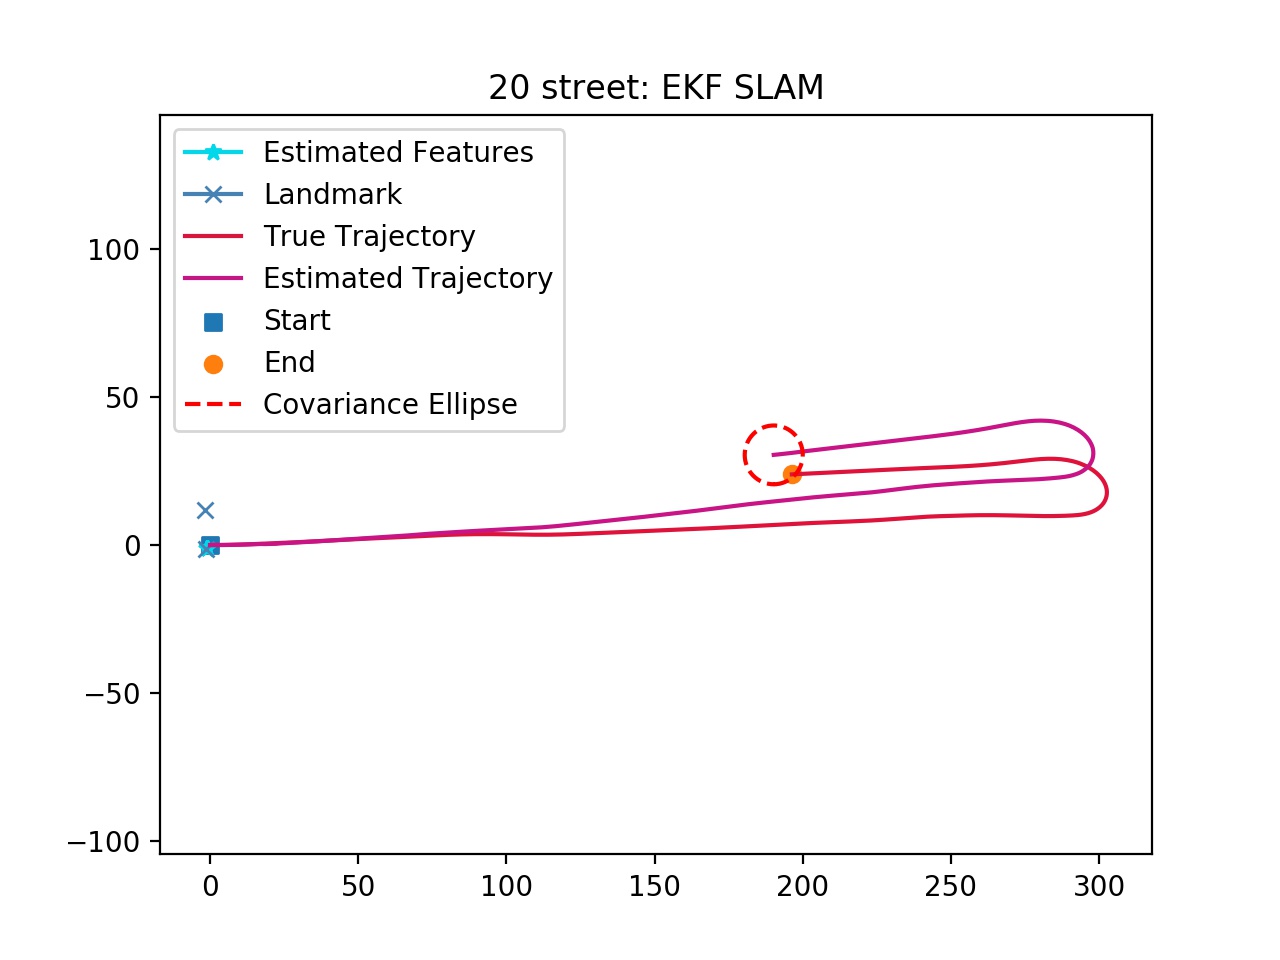 20 street: EKF SLAM
Estimated Features
Landmark
True Trajectory
Estimated Trajectory
Start
End
Covariance Ellipse
100
50
0
−50
−100
0 50 100 150 200 250 300